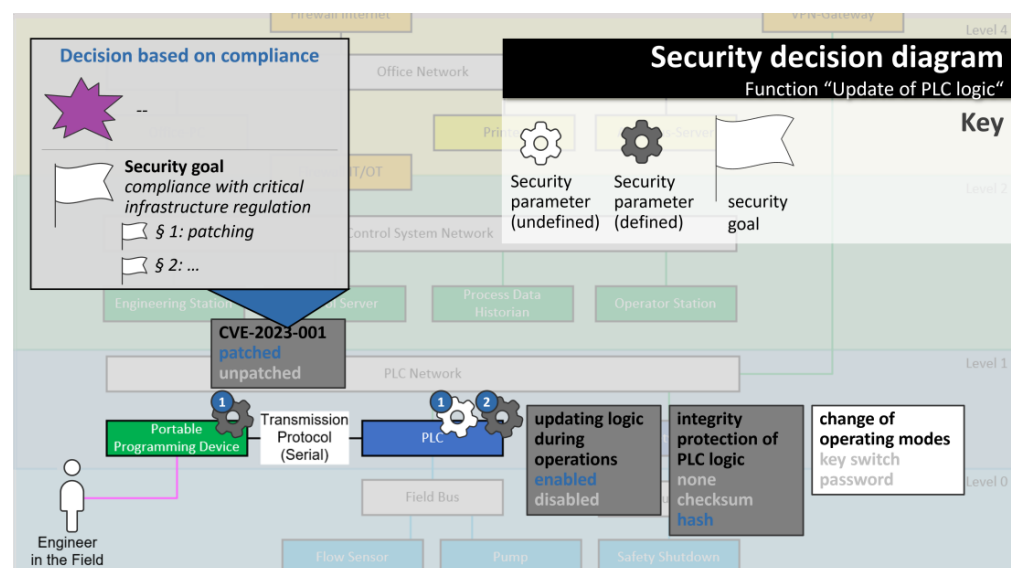 Firewall Internet
VPN-Gateway
Level 4
Decision based on compliance
--
Security goal
compliance with critical
infrastructure regulation
§ 1: patching
§ 2: ...
Security decision diagram
Function "Update of PLC logic"
Key
Security
parameter
(undefined)
Security
parameter
(defined)
security
goal
Office Network
IT/OT
Level 2
Control System Network
Engineering Station
Server
Process Data
Historian
Operator Station
CVE-2023-001
patched
unpatched
PLC Network
Level 1
1
Portable
Programming Device
Transmission
Protocol
(Serial)
1
2
PLC
updating logic
during
operations
enabled
disabled
integrity
protection of
PLC logic
none
checksum
hash
change of
operating modes
key switch
password
Level 0
Field Bus
Engineer
in the Field
Flow Sensor
Pump
Safety Shutdown